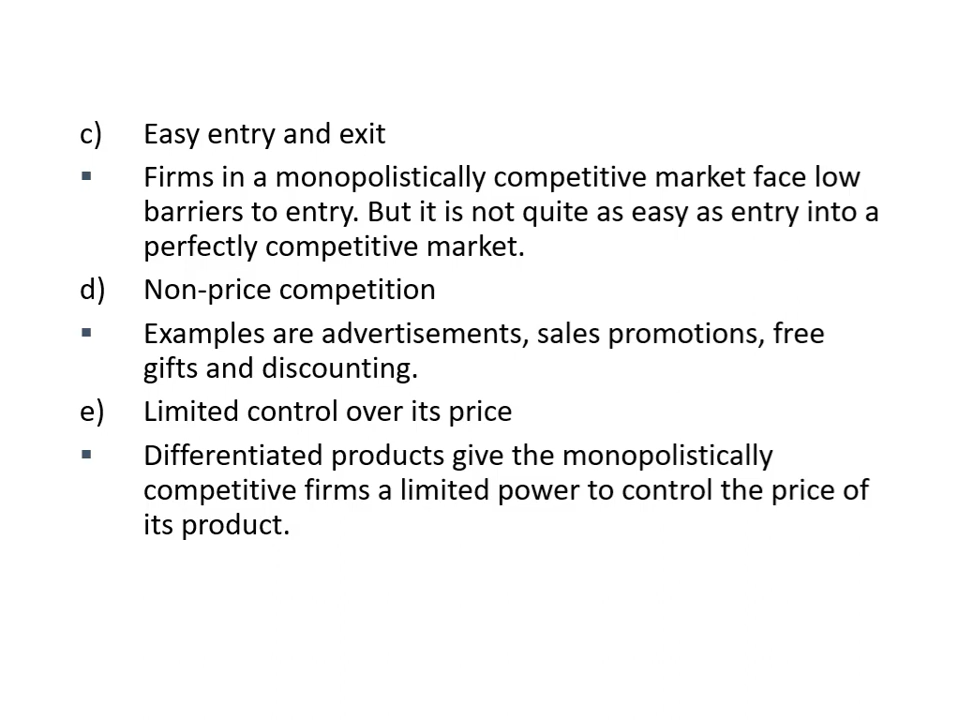 c) Easy entry and exit
▪ Firms in a monopolistically competitive market face low
barriers to entry. But it is not quite as easy as entry into a
perfectly competitive market.
d) Non-price competition
▪ Examples are advertisements, sales promotions, free
gifts and discounting.
e) Limited control over its price
▪ Differentiated products give the monopolistically
competitive firms a limited power to control the price of
its product.